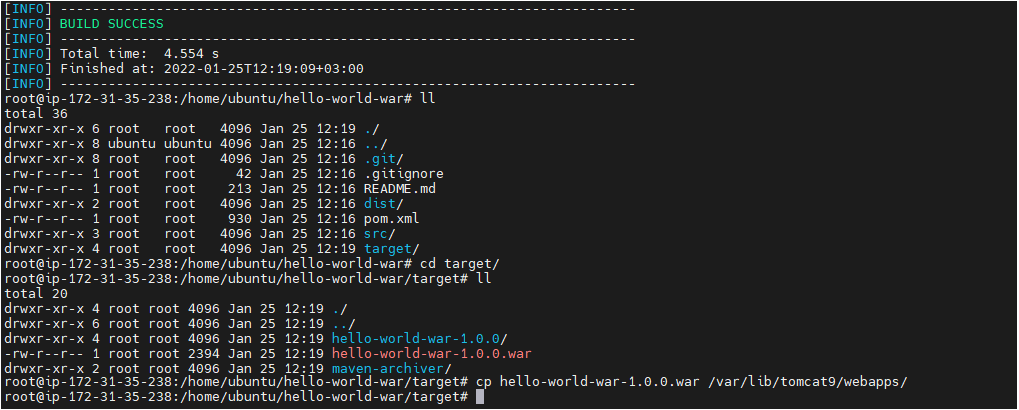 [INFO] ------------------------------------------------------------------------
[INFO] BUILD SUCCESS
[INFO] ------------------------------------------------------------------------
[INFO] Total time:  4.554 s
[INFO] Finished at: 2022-01-25T12:19:09+03:00
[INFO] ------------------------------------------------------------------------
root@ip-172-31-35-238:/home/ubuntu/hello-world-war# ll
total 36
drwxr-xr-x 6 root   root   4096 Jan 25 12:19 ./
drwxr-xr-x 8 ubuntu ubuntu 4096 Jan 25 12:16 ../
drwxr-xr-x 8 root   root   4096 Jan 25 12:16 .git/
-rw-r--r-- 1 root   root     42 Jan 25 12:16 .gitignore
-rw-r--r-- 1 root   root    213 Jan 25 12:16 README.md
drwxr-xr-x 2 root   root   4096 Jan 25 12:16 dist/
-rw-r--r-- 1 root   root    930 Jan 25 12:16 pom.xml
drwxr-xr-x 3 root   root   4096 Jan 25 12:16 src/
drwxr-xr-x 4 root   root   4096 Jan 25 12:19 target/
root@ip-172-31-35-238:/home/ubuntu/hello-world-war# cd target/
root@ip-172-31-35-238:/home/ubuntu/hello-world-war/target# ll
total 20
drwxr-xr-x 4 root root 4096 Jan 25 12:19 ./
drwxr-xr-x 6 root root 4096 Jan 25 12:19 ../
drwxr-xr-x 4 root root 4096 Jan 25 12:19 hello-world-war-1.0.0/
-rw-r--r-- 1 root root 2394 Jan 25 12:19 hello-world-war-1.0.0.war
drwxr-xr-x 2 root root 4096 Jan 25 12:19 maven-archiver/
root@ip-172-31-35-238:/home/ubuntu/hello-world-war/target# cp hello-world-war-1.0.0.war /var/lib/tomcat9/webapps/
root@ip-172-31-35-238:/home/ubuntu/hello-world-war/target#